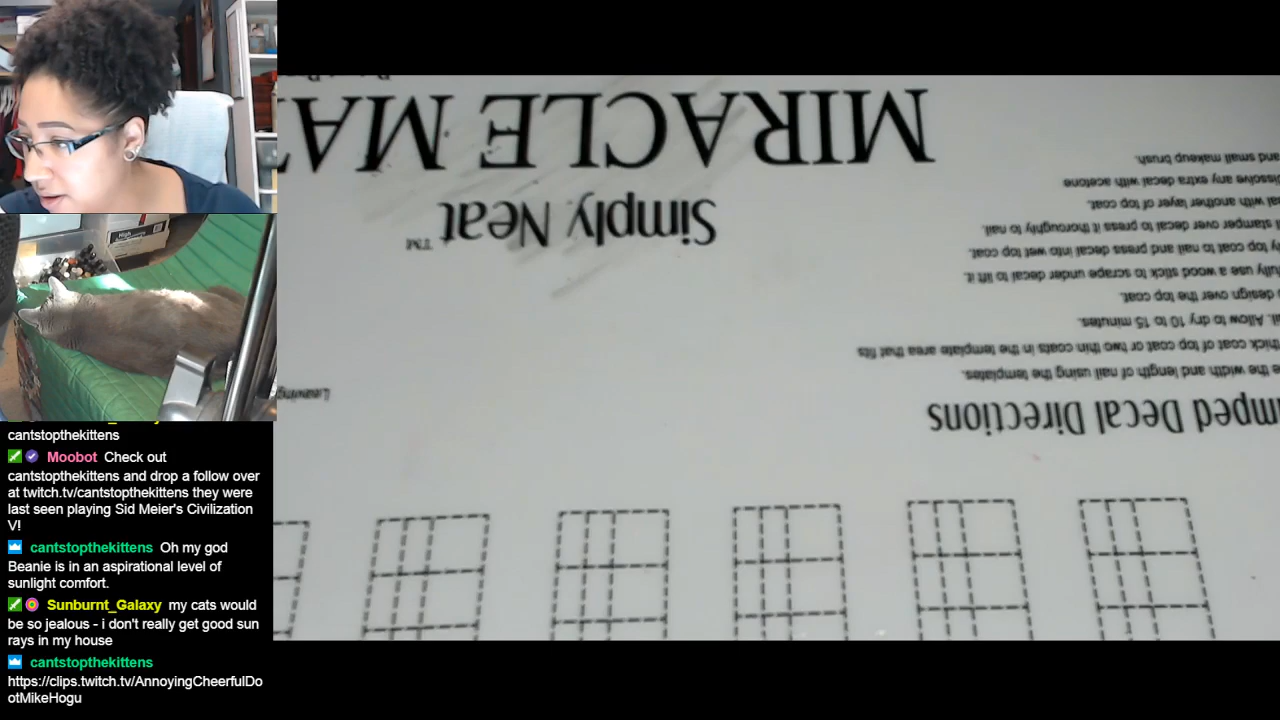 cantstopthekittens
Moobot Check out
cantstopthekittens and drop a follow over
at twitch.tv/cantstopthekittens they were
last seen playing Sid Meier's Civilization
V!
cantstopthekittens Oh my god
Beanie is in an aspirational level of
sunlight comfort.
Sunburnt_Galaxy my cats would
be so jealous - i don't really get good sun
rays in my house
cantstopthekittens
https://clips.twitch.tv/AnnoyingCheerfulDo
otMikeHogu
High
mped Decal Directions
e the width and length of nail using the templates.
thick coat of top coat or two thin coats in the template area that fits
il. Allow to dry 10 to 15 minutes.
design over the top coat.
fully use a wood stick to scrape under decal to lift it
ly top coat to nail and press decal into wet top coat.
stamper over decal to press it thoroughly to nail.
al with another layer of top coat.
issolve any extra decal with acetone
and small makeup brush.
Leaving
Simply Neat™
MIRACLE MA